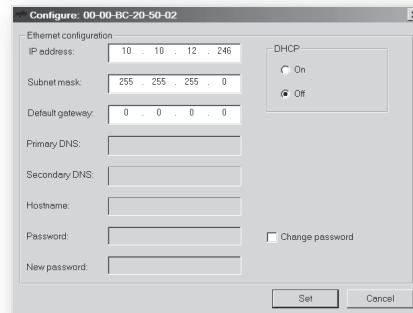 Configure: 00-00-BC-20-50-02
Ethernet configuration
IP address: 10 . 10 . 12 . 246
DHCP
On
Subnet mask: 255 . 255 . 255 . 0
Off
Default gateway: 0 . 0 . 0 . 0
Primary DNS:
Secondary DNS:
Hostname:
Password:
Change password
New password:
Set
Cancel